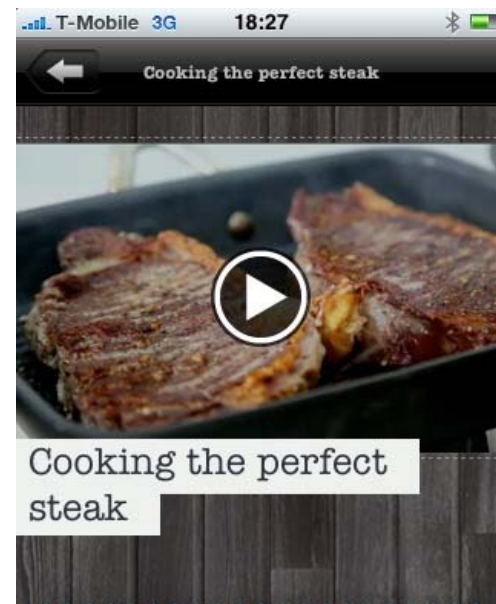 T-Mobile 3G 18:27
Cooking the perfect steak
Cooking the perfect
steak